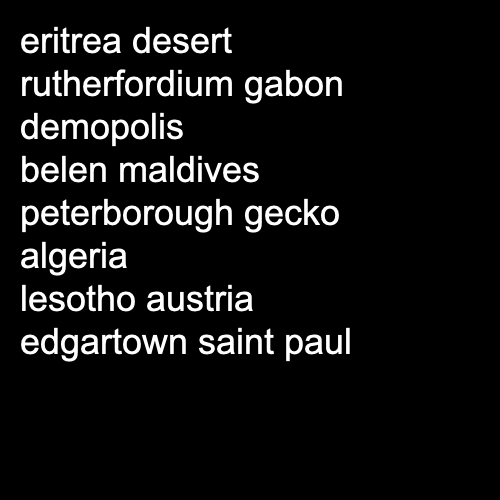 eritrea desert
rutherfordium gabon
demopolis
belen maldives
peterborough gecko
algeria
lesotho austria
edgartown saint paul